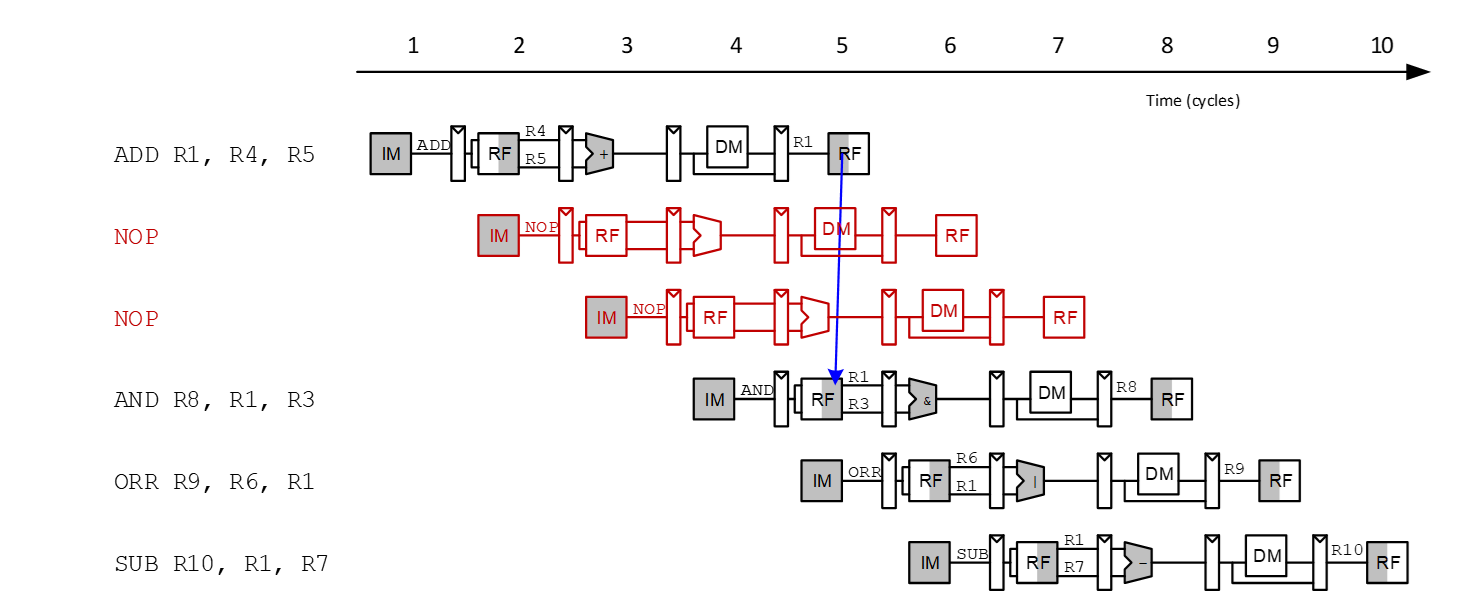 1 2 3 4 5 6 7 8 9 10
Time (cycles)
ADD R1, R4, R5 IM ADD RF R4 R5 + DM R1 RF
NOP IM NOP RF DM RF
NOP IM NOP RF DM RF
AND R8, R1, R3 IM AND RF R1 R3 & DM R8 RF
ORR R9, R6, R1 IM ORR RF R6 R1 | DM R9 RF
SUB R10, R1, R7 IM SUB RF R1 R7 - DM R10 RF